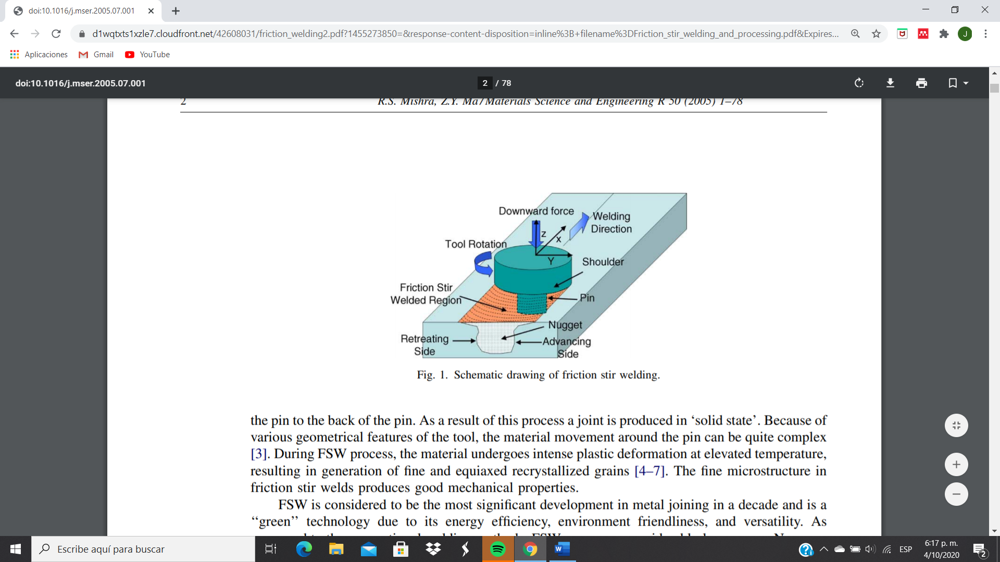 doi:10.1016/j.mser.2005.07.001
d1wqtxts1xzle7.cloudfront.net/42608031/friction_welding2.pdf?1455273850=&response-content-disposition=inline%3B+filename%3DFriction_stir_welding_and_processing.pdf&Expires...
J
Aplicaciones Gmail YouTube
doi:10.1016/j.mser.2005.07.001 2 / 78
2 R.S. Mishra, Z.Y. Ma / Materials Science and Engineering R 50 (2005) 1–78
Downward force
Welding
Direction
Z
X
Tool Rotation
Y
Shoulder
Friction Stir
Welded Region
Pin
Nugget
Retreating
Side
Advancing
Side
Fig. 1. Schematic drawing of friction stir welding.
the pin to the back of the pin. As a result of this process a joint is produced in ‘solid state’. Because of
various geometrical features of the tool, the material movement around the pin can be quite complex
[3]. During FSW process, the material undergoes intense plastic deformation at elevated temperature,
resulting in generation of fine and equiaxed recrystallized grains [4–7]. The fine microstructure in
friction stir welds produces good mechanical properties.
FSW is considered to be the most significant development in metal joining in a decade and is a
‘‘green’’ technology due to its energy efficiency, environment friendliness, and versatility. As
Escribe aquí para buscar
ESP
6:17 p. m.
4/10/2020
2